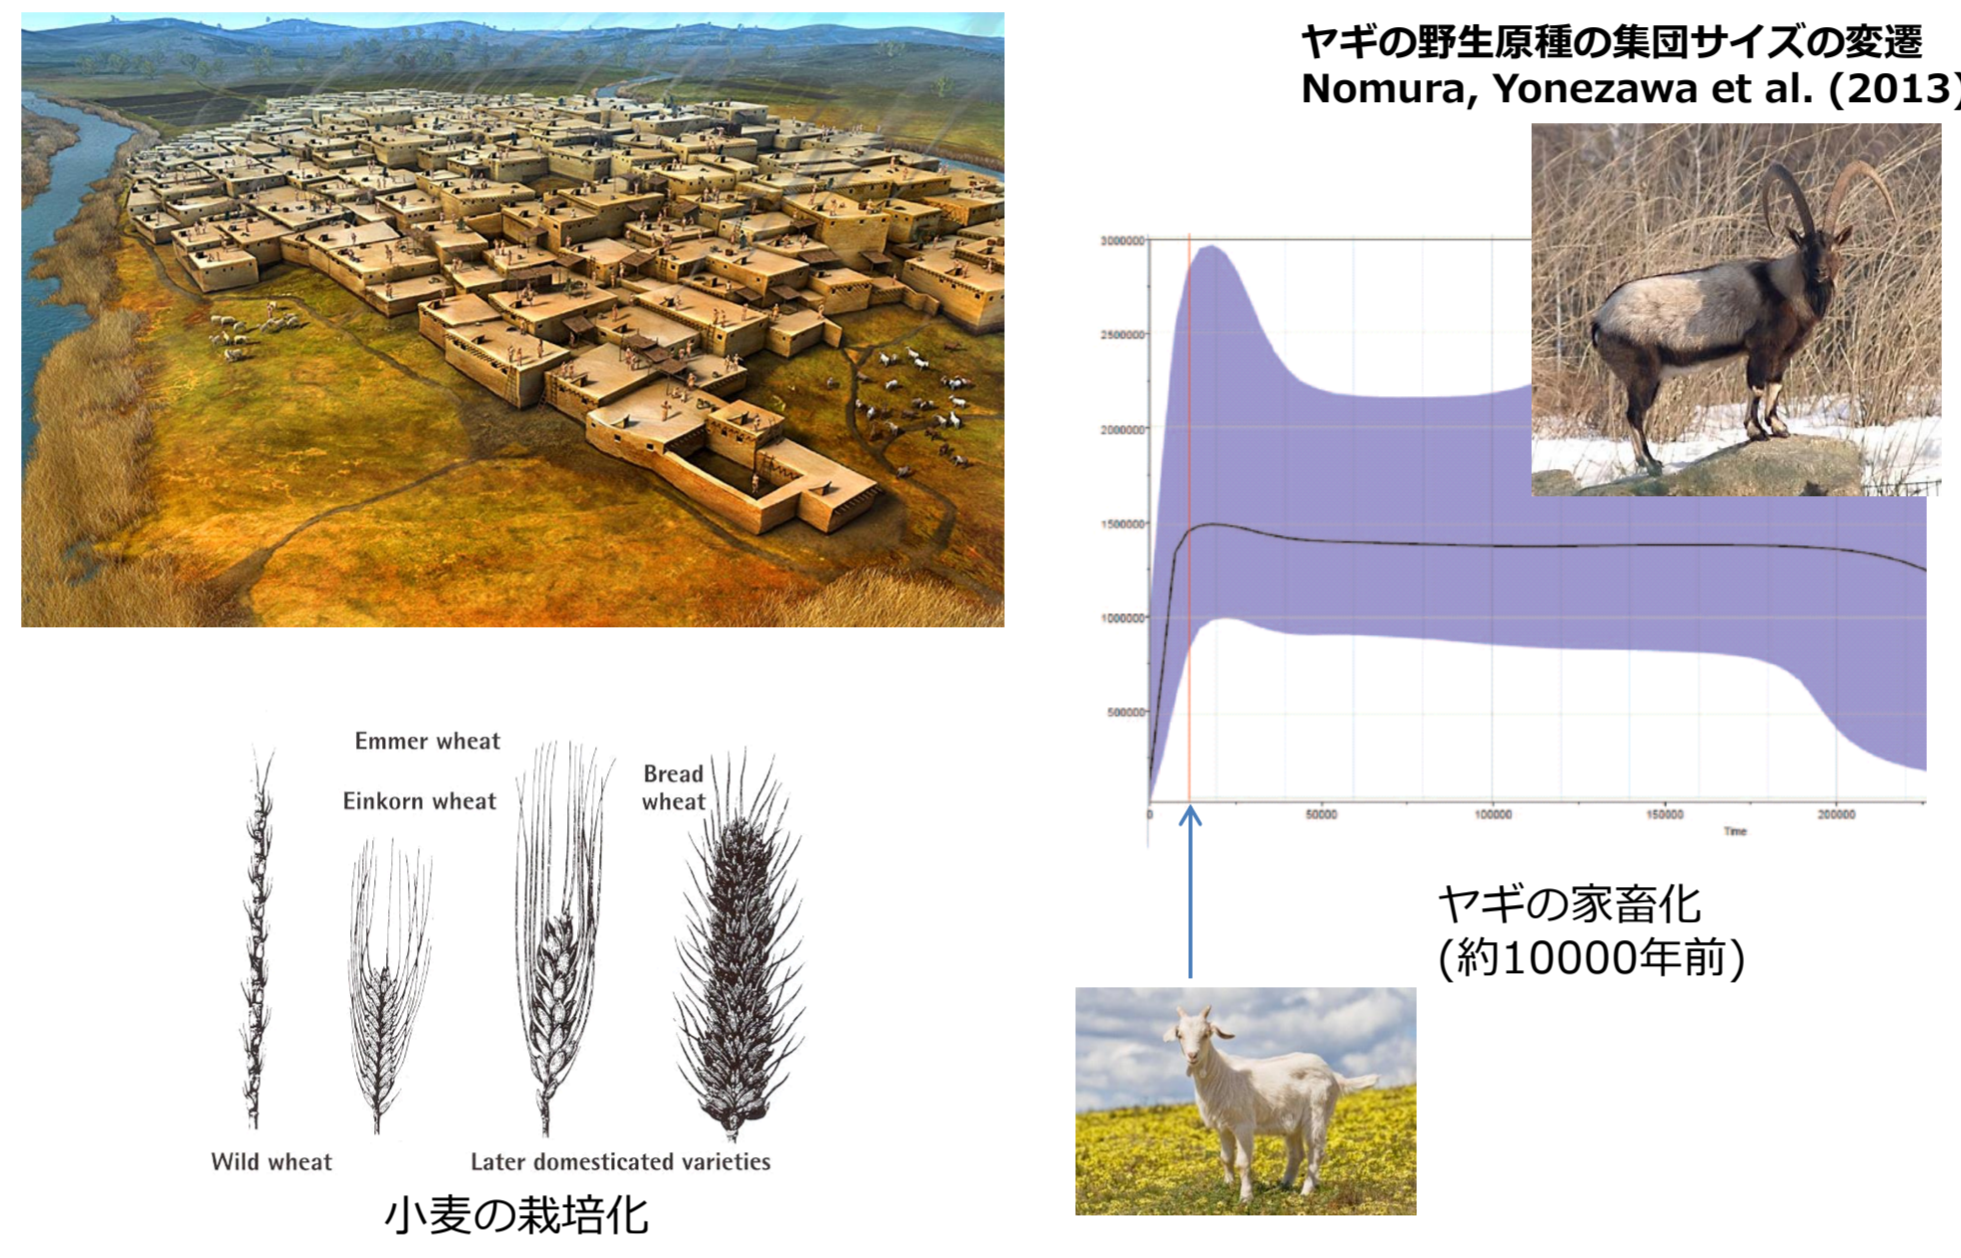 ヤギの野生原種の集団サイズの変遷
Nomura, Yonezawa et al. (2013)
3000000
2500000
2000000
1500000
1000000
500000
0
50000
100000
150000
200000
Time
ヤギの家畜化
(約10000年前)
Emmer wheat
Einkorn wheat
Bread
wheat
Wild wheat
Later domesticated varieties
小麦の栽培化